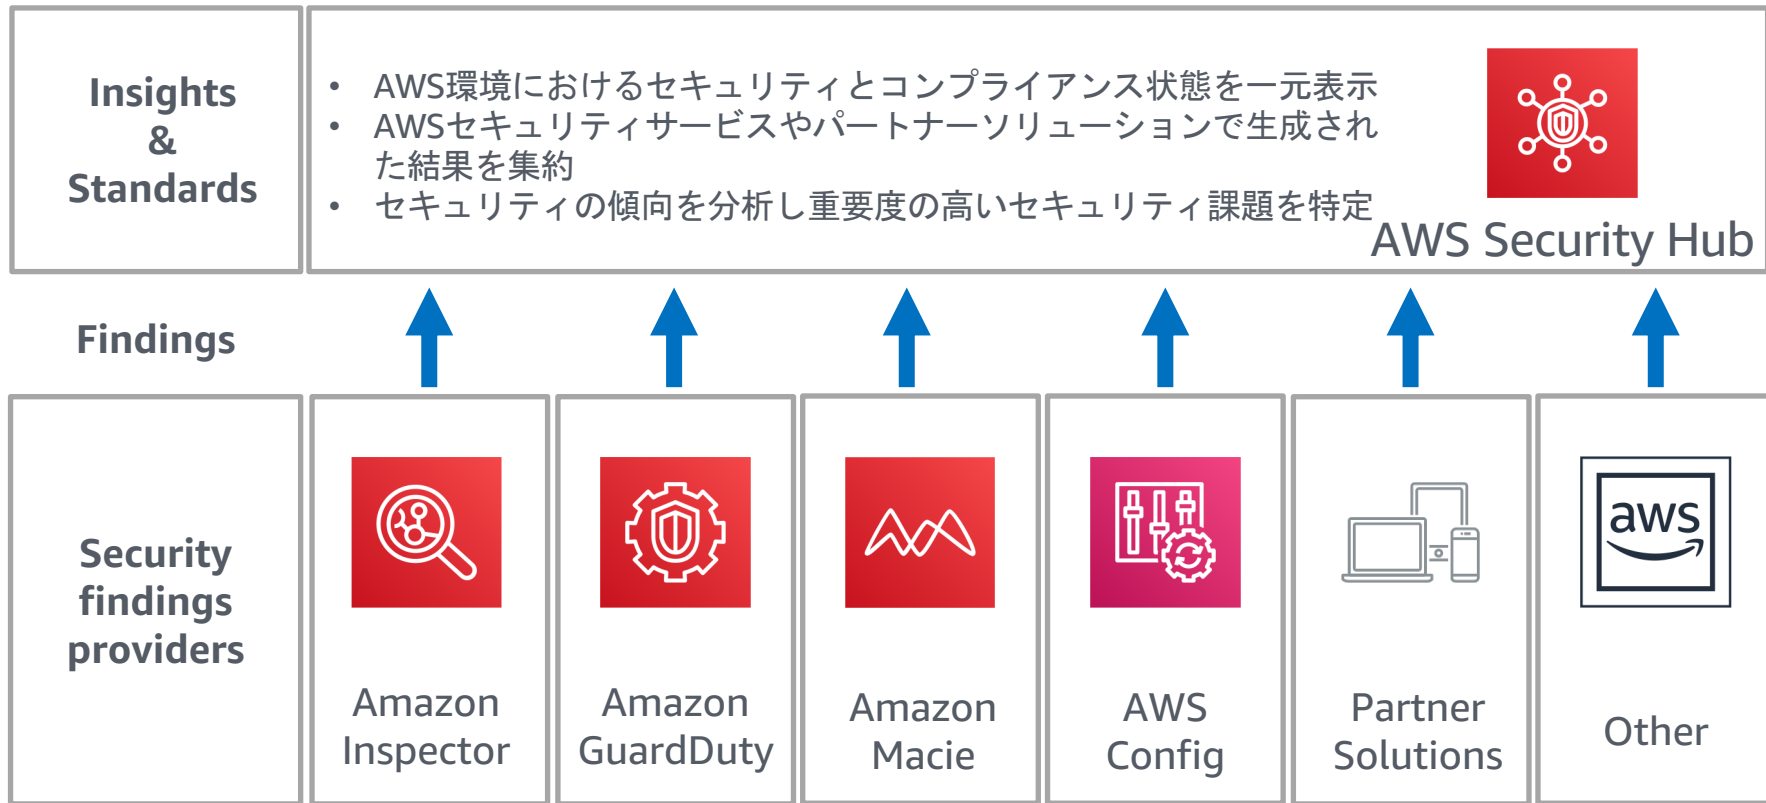 Insights
&
Standards
• AWS環境におけるセキュリティとコンプライアンス状態を一元表示
• AWSセキュリティサービスやパートナーソリューションで生成され
た結果を集約
• セキュリティの傾向を分析し重要度の高いセキュリティ課題を特定
AWS Security Hub
Findings
Security
findings
providers
Amazon
Inspector
Amazon
GuardDuty
Amazon
Macie
AWS
Config
Partner
Solutions
aws
Other